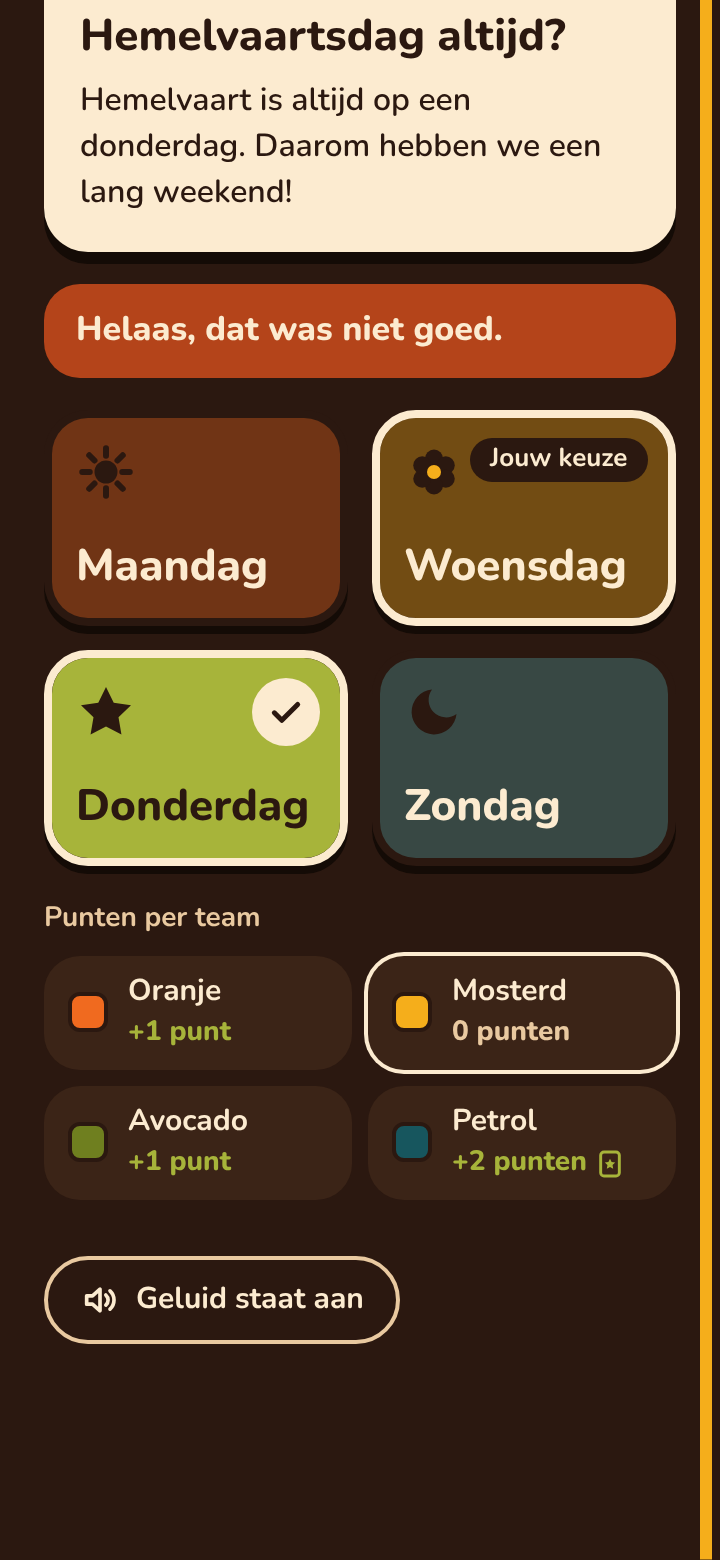 Hemelvaartsdag altijd?
Hemelvaart is altijd op een
donderdag. Daarom hebben we een
lang weekend!
Helaas, dat was niet goed.
Maandag
Jouw keuze
Woensdag
Donderdag
Zondag
Punten per team
Oranje
+1 punt
Mosterd
0 punten
Avocado
+1 punt
Petrol
+2 punten
Geluid staat aan